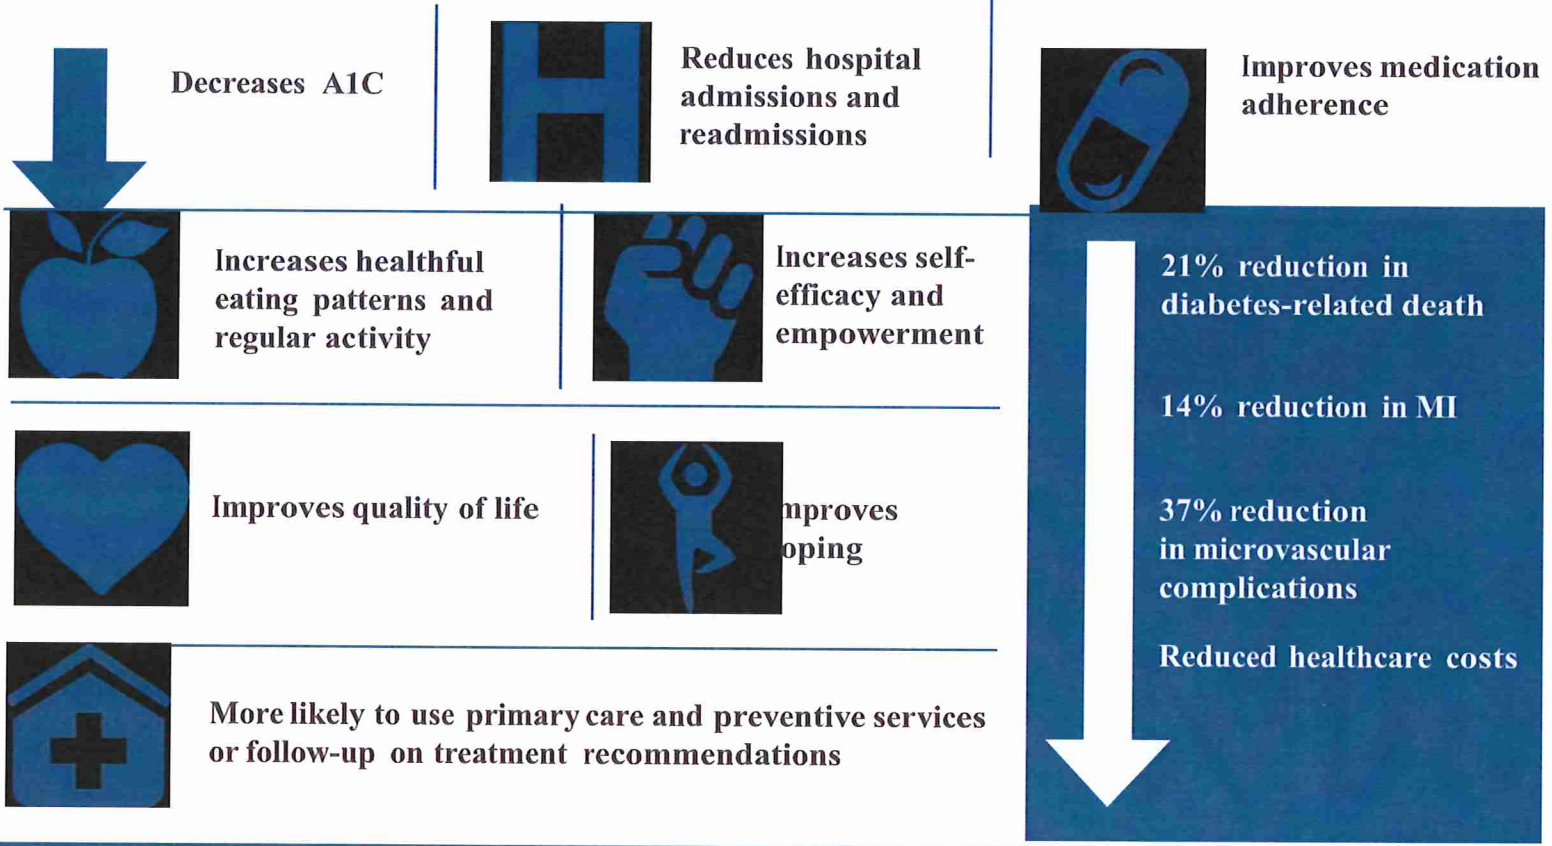 Decreases A1C
Reduces hospital
admissions and
readmissions
Improves medication
adherence
Increases healthful
eating patterns and
regular activity
Increases self-
efficacy and
empowerment
21% reduction in
diabetes-related death
14% reduction in MI
37% reduction
in microvascular
complications
Reduced healthcare costs
Improves quality of life
mproves
oping
More likely to use primary care and preventive services
or follow-up on treatment recommendations